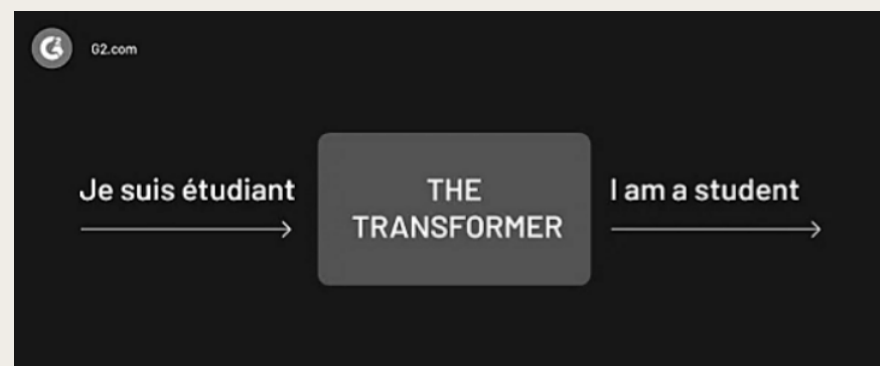 G2.com
Je suis étudiant
THE
TRANSFORMER
I am a student